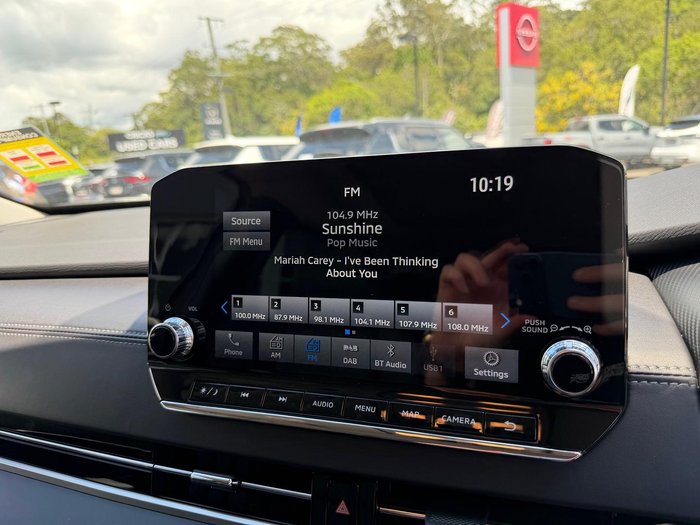 NISSAN
USED CARS
FM
10:19
104.9 MHz
Source
Sunshine
FM Menu
Pop Music
Mariah Carey - I've Been Thinking
About You
1 2 3 4 5 6
100.0 MHz 87.9 MHz 98.1 MHz 104.1 MHz 107.9 MHz 108.0 MHz
VOL
PUSH
SOUND
Phone
AM
FM
DAB
BT Audio
USB1
Settings
AUDIO
MENU
MAP
CAMERA